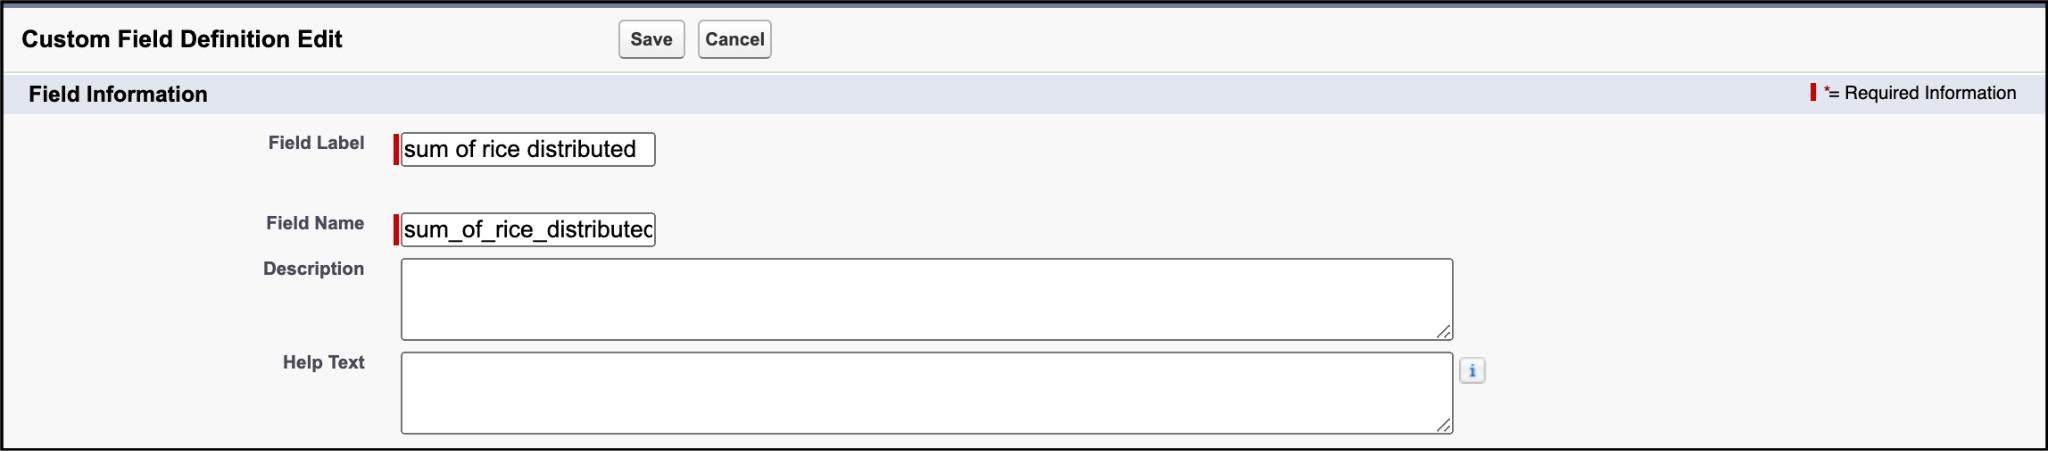 Custom Field Definition Edit Save Cancel
Field Information *= Required Information
Field Label sum of rice distributed
Field Name sum_of_rice_distributed
Description
Help Text i